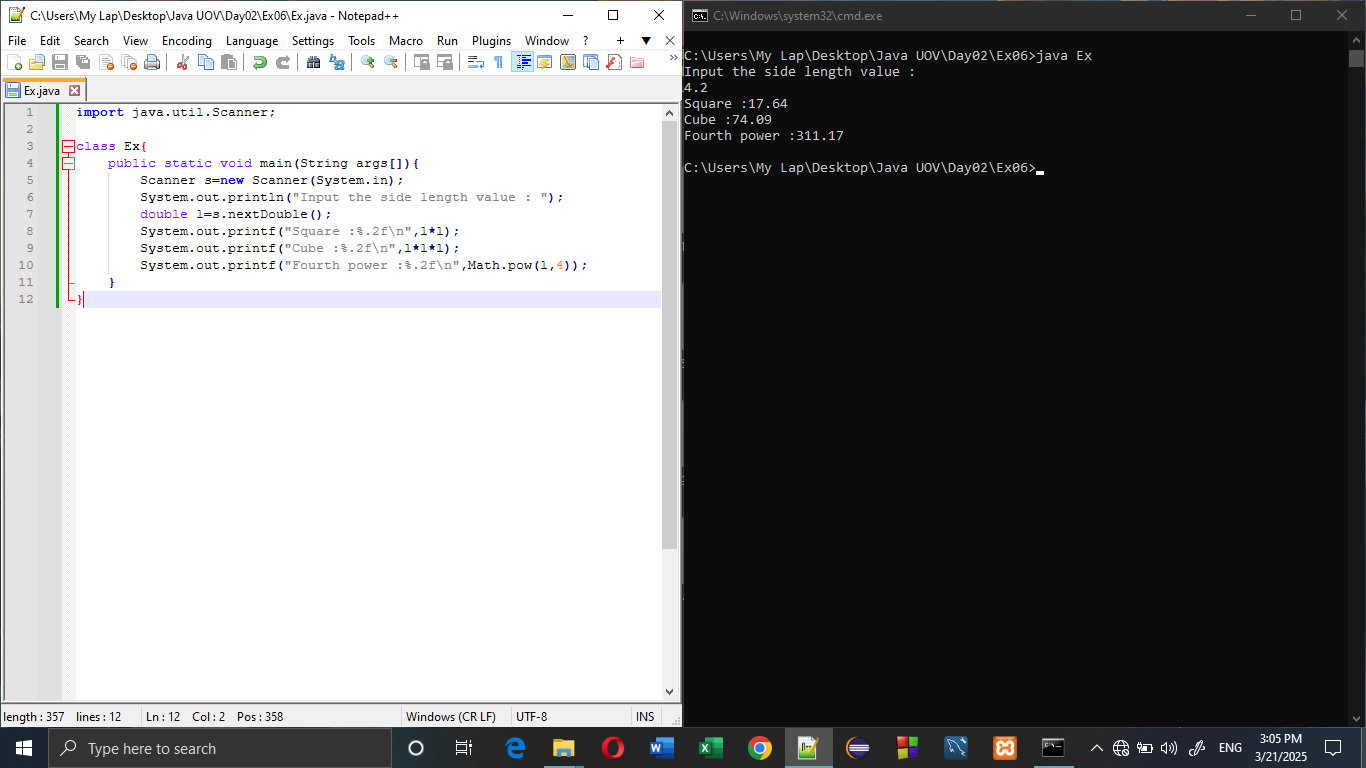 C:\Users\My Lap\Desktop\Java UOV\Day02\Ex06\Ex.java - Notepad++
File Edit Search View Encoding Language Settings Tools Macro Run Plugins Window ? + ▼ X
Ex.java
1 import java.util.Scanner;
2
3 class Ex{
4 public static void main(String args[]){
5 Scanner s=new Scanner(System.in);
6 System.out.println("Input the side length value : ");
7 double l=s.nextDouble();
8 System.out.printf("Square :%.2f\n",l*l);
9 System.out.printf("Cube :%.2f\n",l*l*l);
10 System.out.printf("Fourth power :%.2f\n",Math.pow(l,4));
11 }
12 }
length : 357 lines : 12 Ln : 12 Col : 2 Pos : 358 Windows (CR LF) UTF-8 INS
C:\Windows\system32\cmd.exe
C:\Users\My Lap\Desktop\Java UOV\Day02\Ex06>java Ex
Input the side length value :
4.2
Square :17.64
Cube :74.09
Fourth power :311.17
C:\Users\My Lap\Desktop\Java UOV\Day02\Ex06>
Type here to search
ENG
3:05 PM
3/21/2025